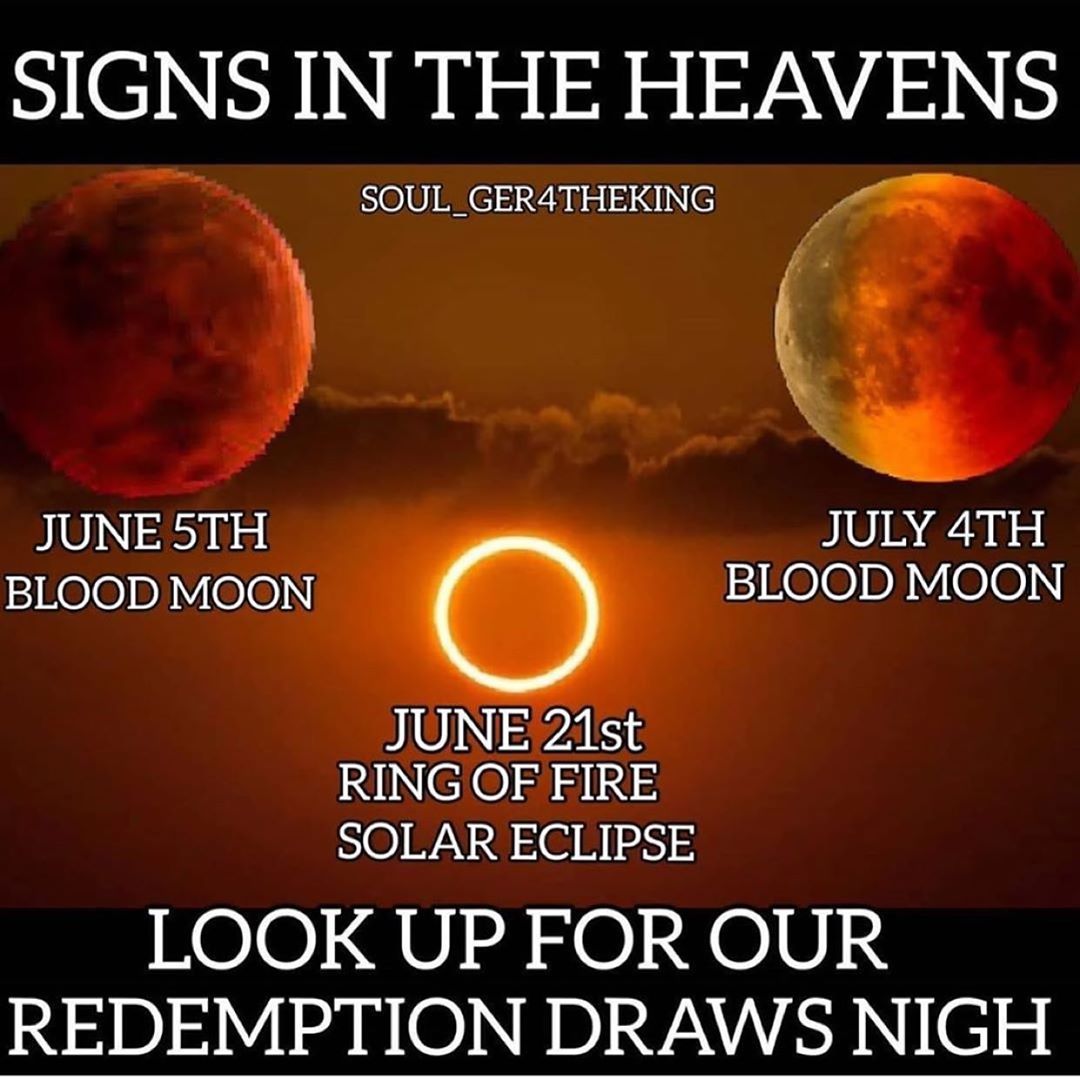 SIGNS IN THE HEAVENS
SOUL_GER4THEKING
JUNE 5TH
BLOOD MOON
JULY 4TH
BLOOD MOON
JUNE 21st
RING OF FIRE
SOLAR ECLIPSE
LOOK UP FOR OUR
REDEMPTION DRAWS NIGH